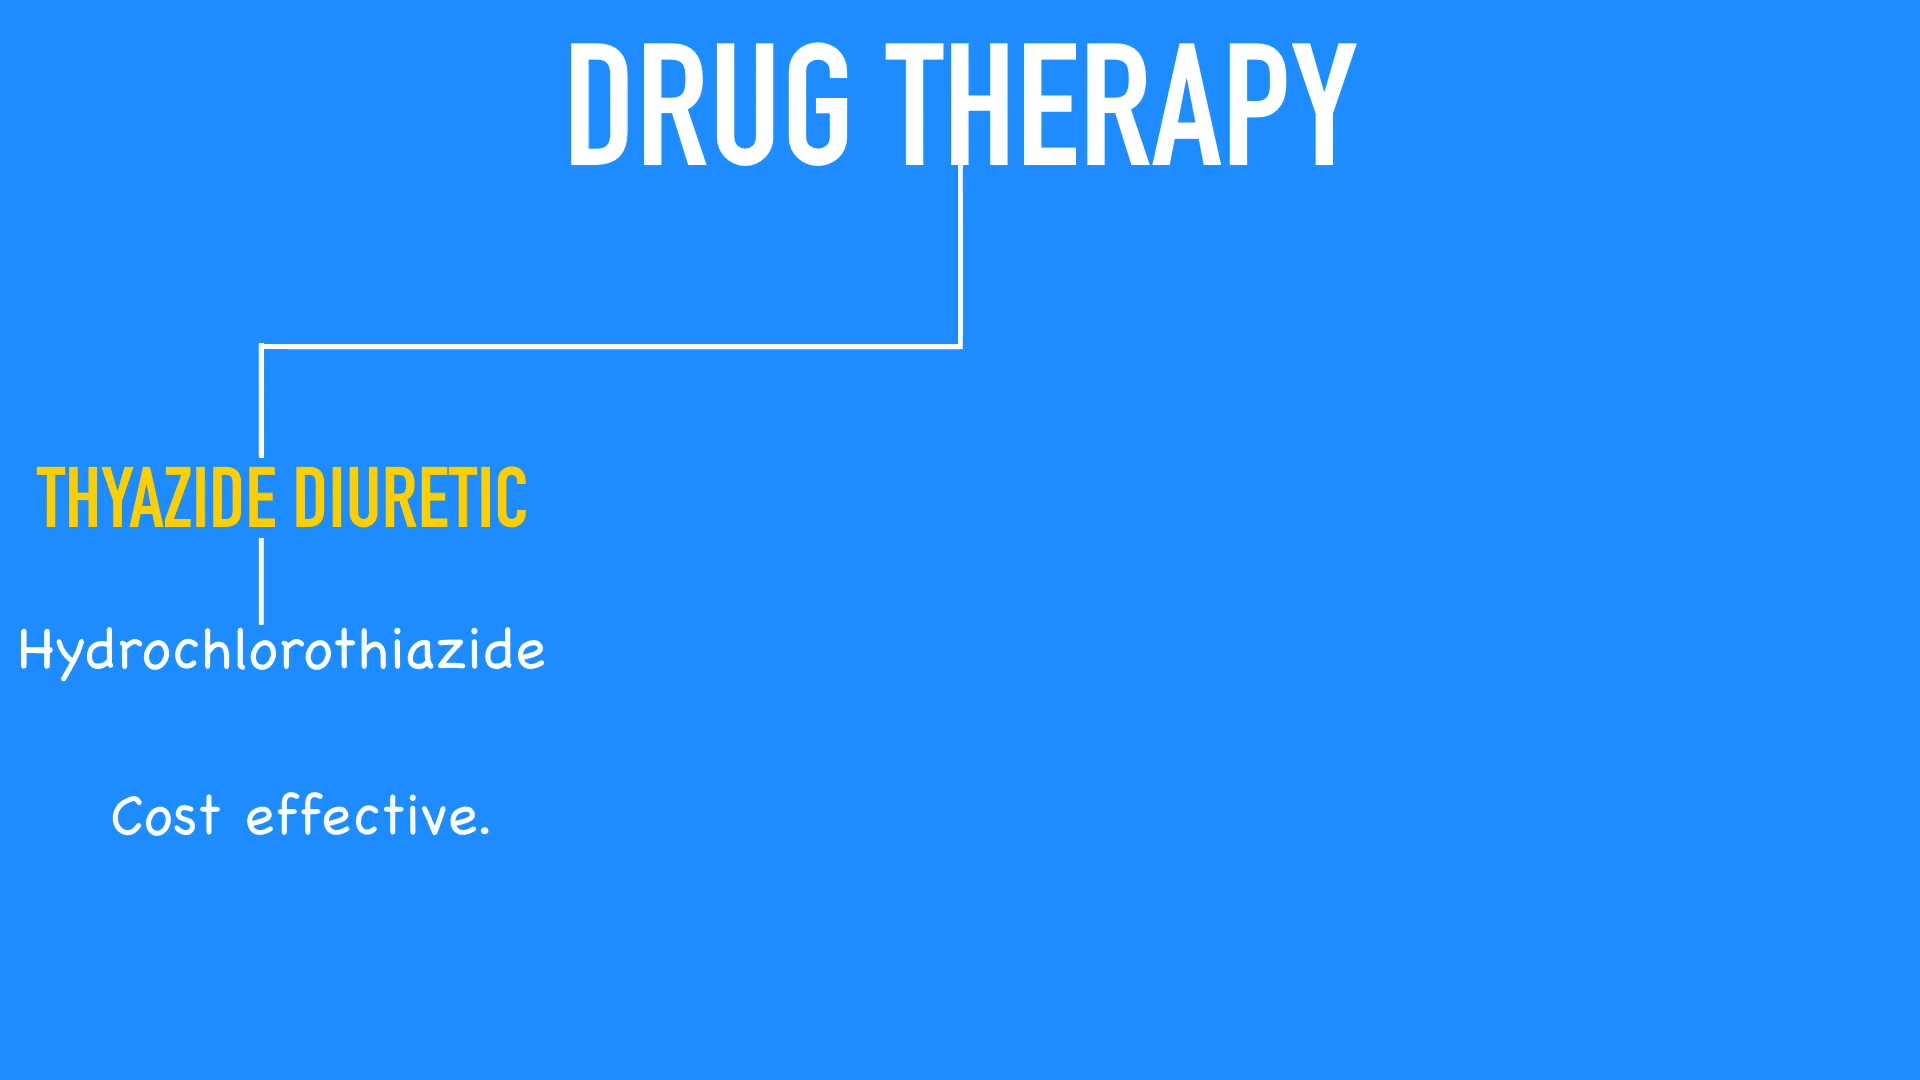 DRUG THERAPY
THYAZIDE DIURETIC
Hydrochlorothiazide
Cost effective.